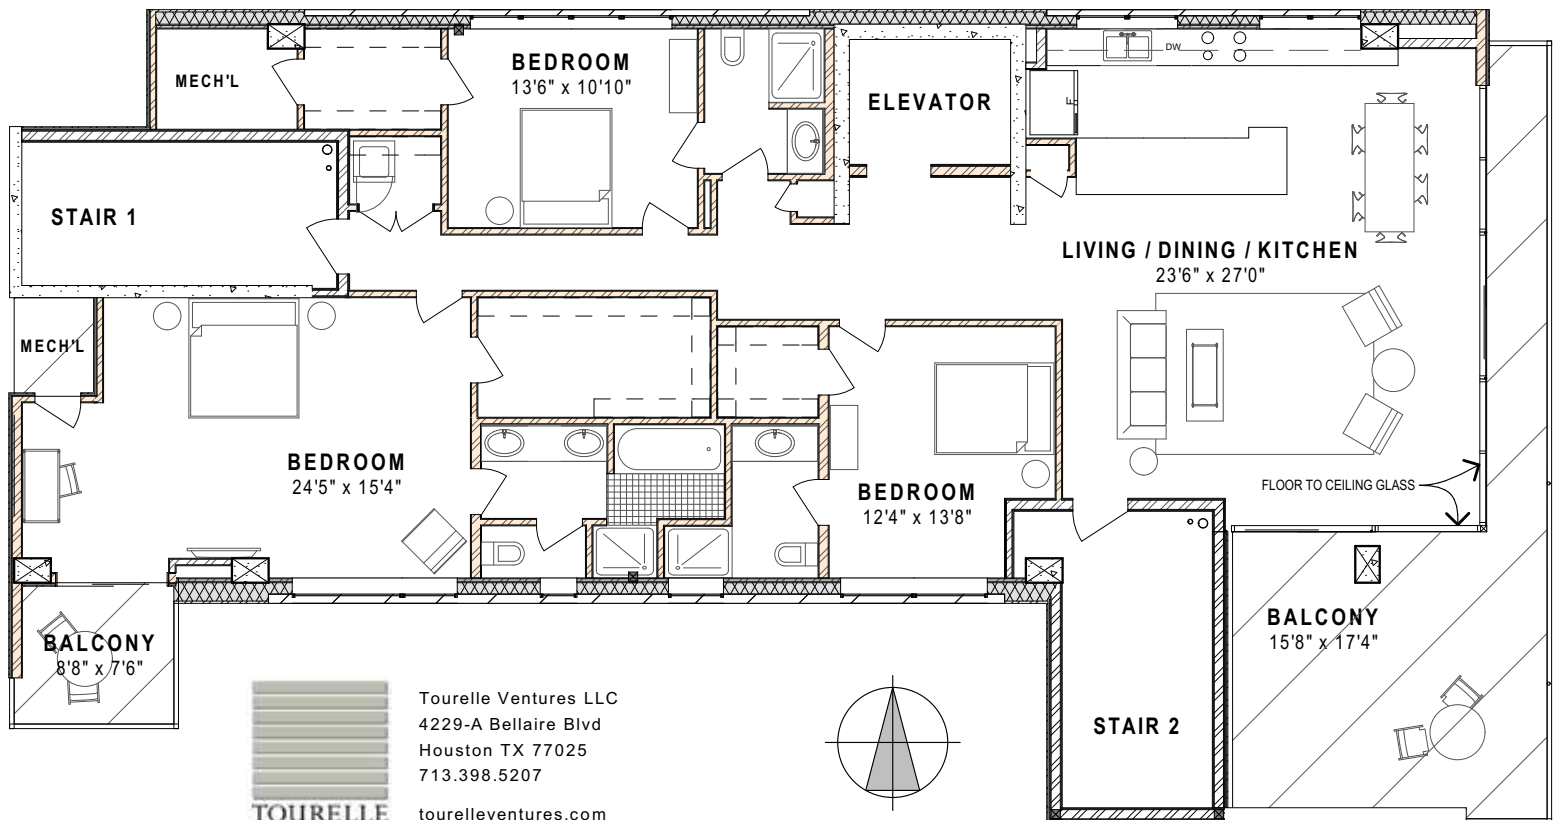 MECH'L
BEDROOM
13'6" x 10'10"
ELEVATOR
DW
F
STAIR 1
LIVING / DINING / KITCHEN
23'6" x 27'0"
MECH'L
BEDROOM
24'5" x 15'4"
BEDROOM
12'4" x 13'8"
FLOOR TO CEILING GLASS
BALCONY
8'8" x 7'6"
BALCONY
15'8" x 17'4"
STAIR 2
TOURELLE
Tourelle Ventures LLC
4229-A Bellaire Blvd
Houston TX 77025
713.398.5207
tourelleventures.com